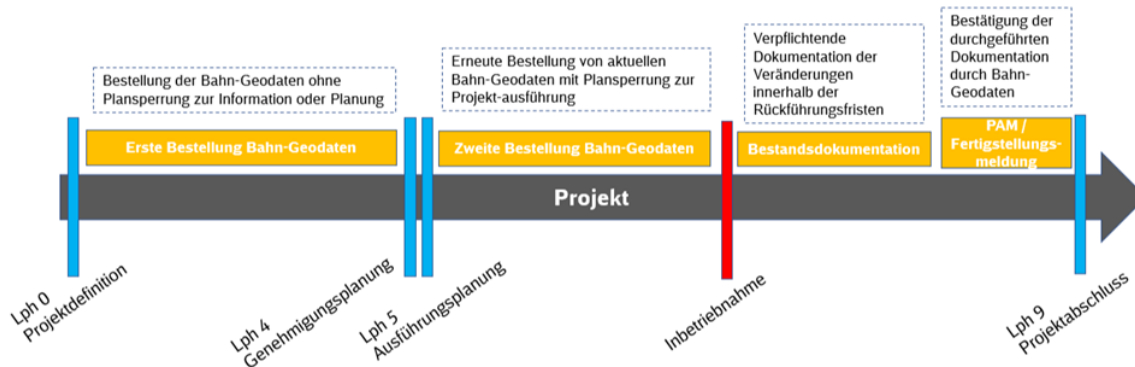 Bestellung der Bahn-Geodaten ohne
Plansperrung zur Information oder Planung
Erneute Bestellung von aktuellen
Bahn-Geodaten mit Plansperrung zur
Projekt-ausführung
Verpflichtende
Dokumentation der
Veränderungen
innerhalb der
Rückführungsfristen
Bestätigung der
durchgeführten
Dokumentation
durch Bahn-
Geodaten
Erste Bestellung Bahn-Geodaten
Zweite Bestellung Bahn-Geodaten
Bestandsdokumentation
PAM /
Fertigstellungs-
meldung
Projekt
Lph 0
Projektdefinition
Lph 4
Genehmigungsplanung
Lph 5
Ausführungsplanung
Inbetriebnahme
Lph 9
Projektabschluss